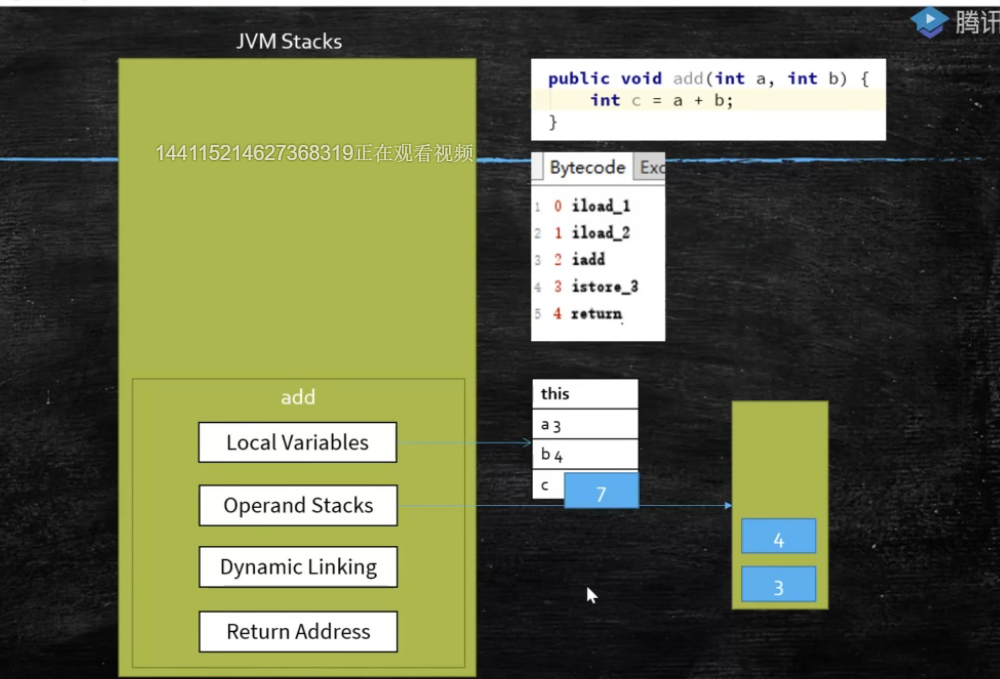 腾讯
JVM Stacks
public void add(int a, int b) {
int c = a + b;
}
144115214627368319正在观看视频
Bytecode Exc
1 0 iload_1
2 1 iload_2
3 2 iadd
4 3 istore_3
5 4 return
add
Local Variables
Operand Stacks
Dynamic Linking
Return Address
this
a 3
b 4
c 7
4
3